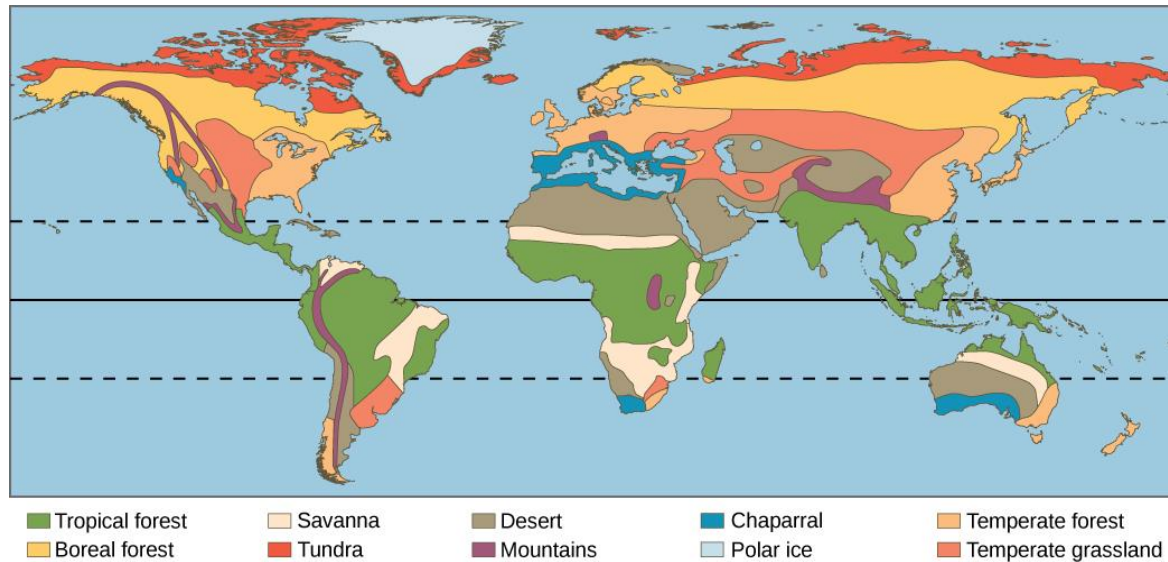 Tropical forest Savanna Desert Chaparral Temperate forest
Boreal forest Tundra Mountains Polar ice Temperate grassland